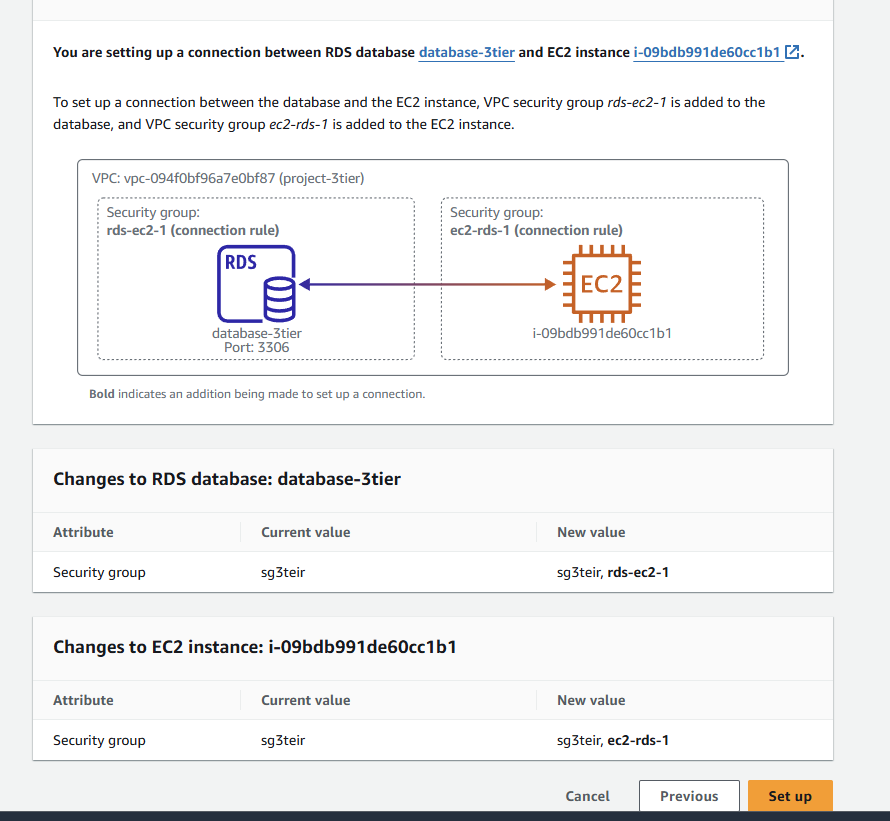 You are setting up a connection between RDS database database-3tier and EC2 instance i-09bdb991de60cc1b1 .
To set up a connection between the database and the EC2 instance, VPC security group rds-ec2-1 is added to the
database, and VPC security group ec2-rds-1 is added to the EC2 instance.
VPC: vpc-094f0bf96a7e0bf87 (project-3tier)
Security group:
rds-ec2-1 (connection rule)
RDS
database-3tier
Port: 3306
Security group:
ec2-rds-1 (connection rule)
EC2
i-09bdb991de60cc1b1
Bold indicates an addition being made to set up a connection.
Changes to RDS database: database-3tier
Attribute Current value New value
Security group sg3teir sg3teir, rds-ec2-1
Changes to EC2 instance: i-09bdb991de60cc1b1
Attribute Current value New value
Security group sg3teir sg3teir, ec2-rds-1
Cancel Previous Set up